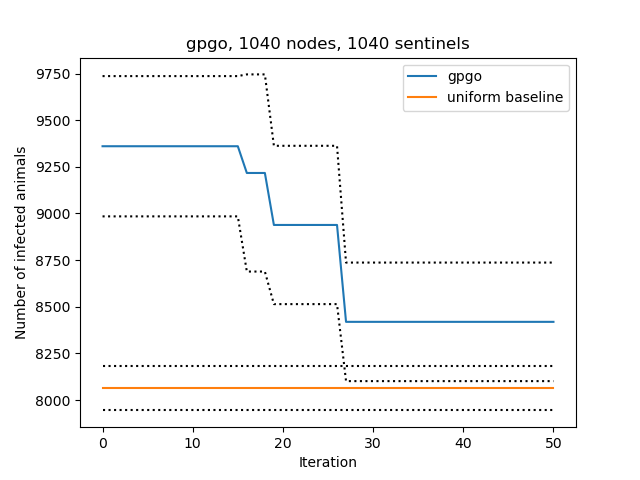 gpgo, 1040 nodes, 1040 sentinels
gpgo
uniform baseline
Number of infected animals
9750
9500
9250
9000
8750
8500
8250
8000
0 10 20 30 40 50
Iteration